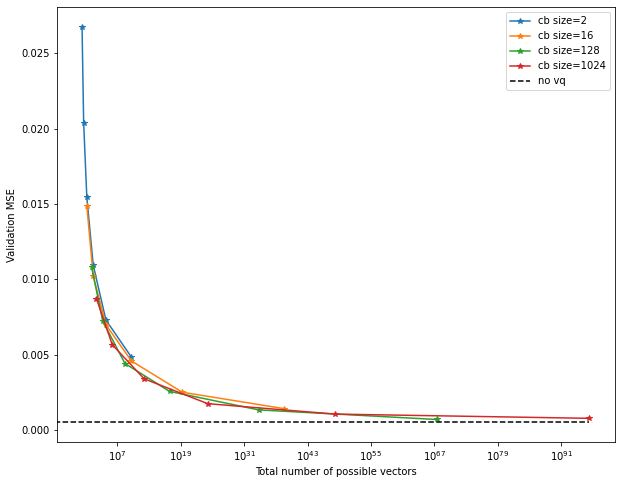 cb size=2
cb size=16
cb size=128
cb size=1024
no vq
Validation MSE
0.025
0.020
0.015
0.010
0.005
0.000
10^7 10^19 10^31 10^43 10^55 10^67 10^79 10^91
Total number of possible vectors